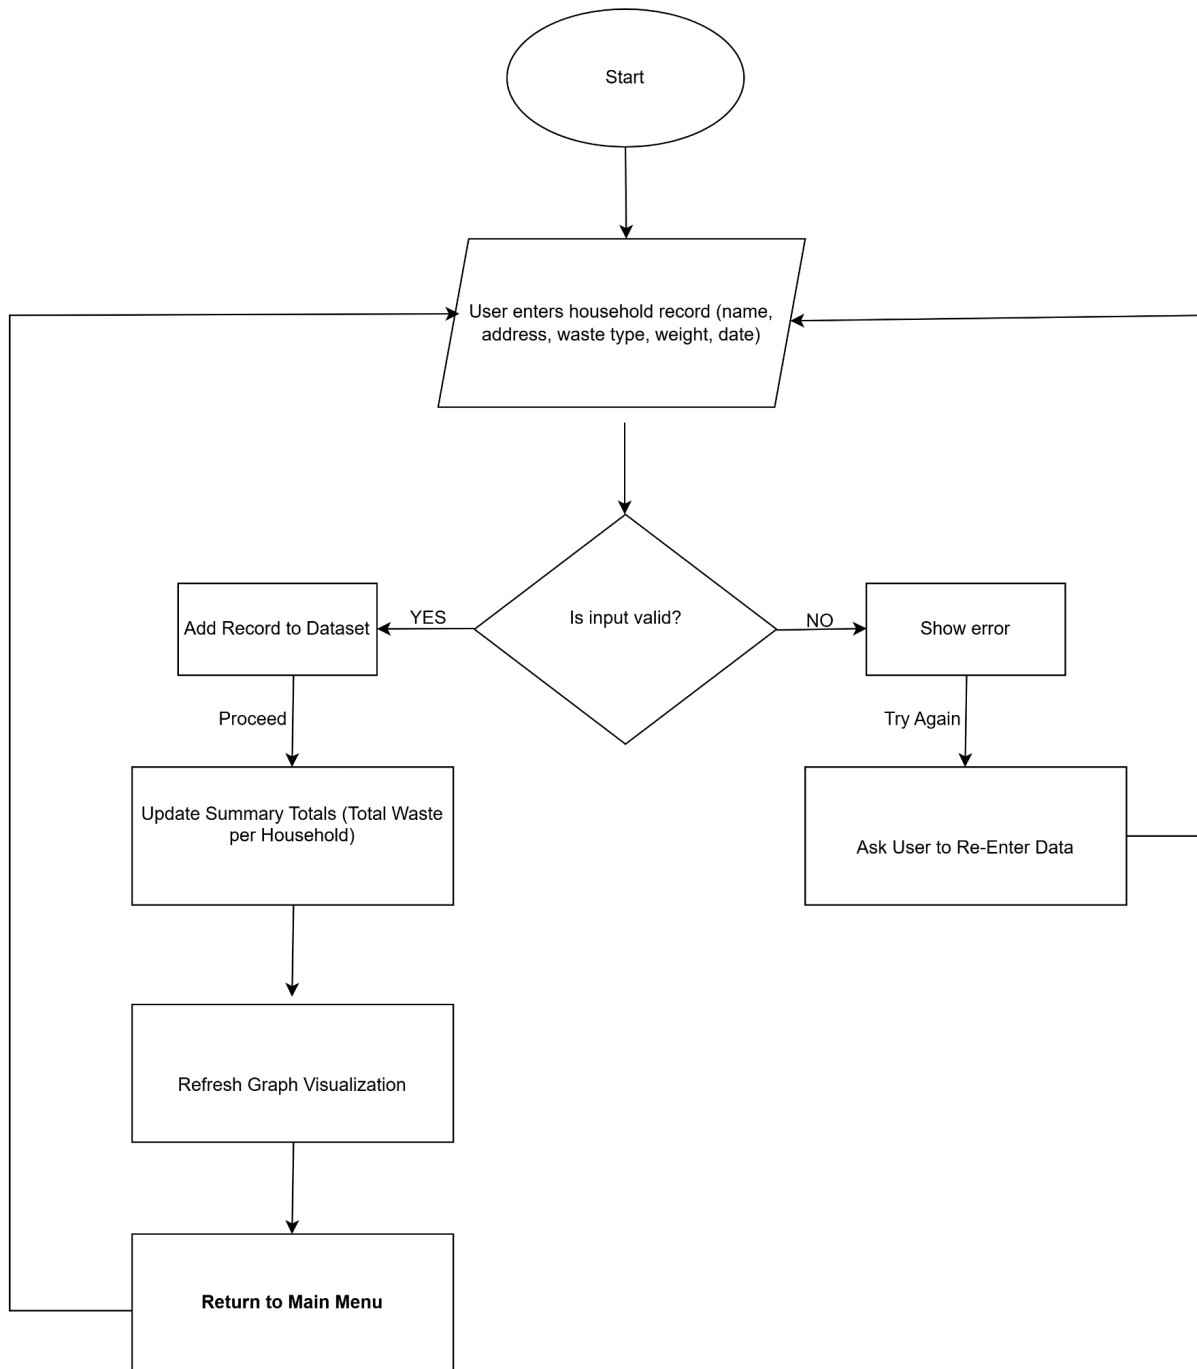 Start
User enters household record (name,
address, waste type, weight, date)
Is input valid?
YES
NO
Add Record to Dataset
Show error
Proceed
Try Again
Update Summary Totals (Total Waste
per Household)
Ask User to Re-Enter Data
Refresh Graph Visualization
Return to Main Menu